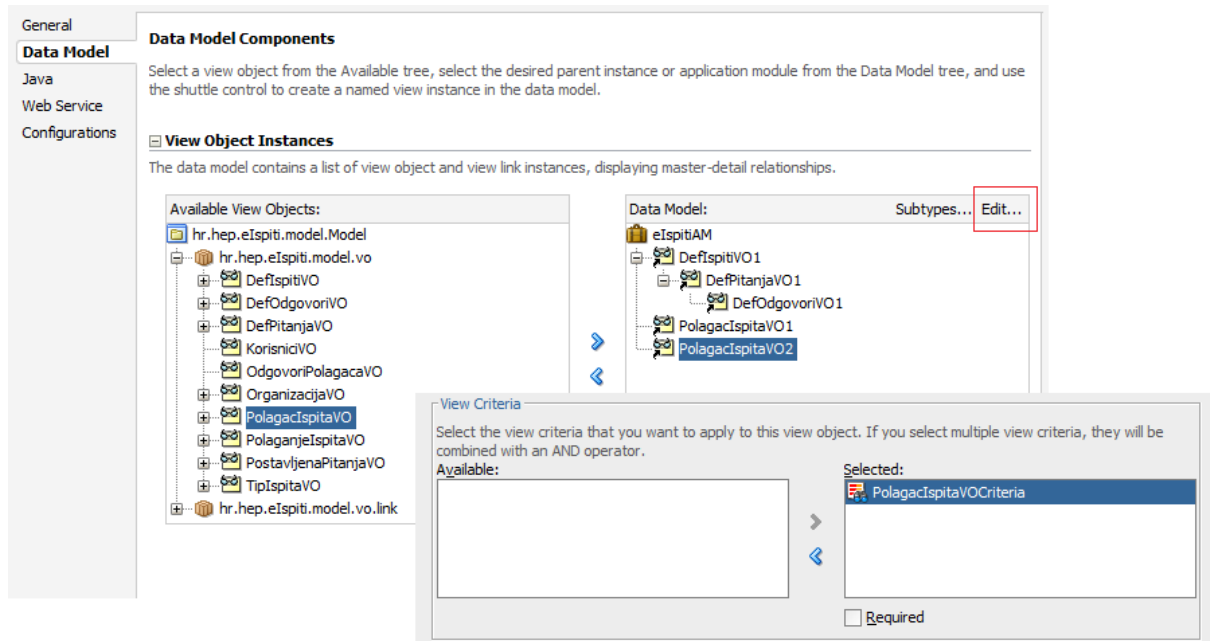 General
Data Model
Java
Web Service
Configurations
Data Model Components
Select a view object from the Available tree, select the desired parent instance or application module from the Data Model tree, and use
the shuttle control to create a named view instance in the data model.
View Object Instances
The data model contains a list of view object and view link instances, displaying master-detail relationships.
Available View Objects:
hr.hep.eIspiti.model.Model
hr.hep.eIspiti.model.vo
DefIspitiVO
DefOdgovoriVO
DefPitanjaVO
KorisniciVO
OdgovoriPolagacaVO
OrganizacijaVO
PolagacIspitaVO
PolaganjeIspitaVO
PostavljenaPitanjaVO
TipIspitaVO
hr.hep.eIspiti.model.vo.link
Data Model: Subtypes... Edit...
eIspitiAM
DefIspitiVO1
DefPitanjaVO1
DefOdgovoriVO1
PolagacIspitaVO1
PolagacIspitaVO2
View Criteria
Select the view criteria that you want to apply to this view object. If you select multiple view criteria, they will be
combined with an AND operator.
Available:
Selected:
PolagacIspitaVOCriteria
Required